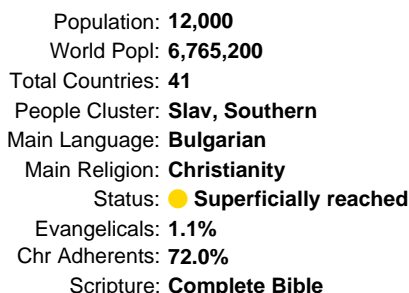 Population: 12,000
World Popl: 6,765,200
Total Countries: 41
People Cluster: Slav, Southern
Main Language: Bulgarian
Main Religion: Christianity
Status: Superficially reached
Evangelicals: 1.1%
Chr Adherents: 72.0%
Scripture: Complete Bible